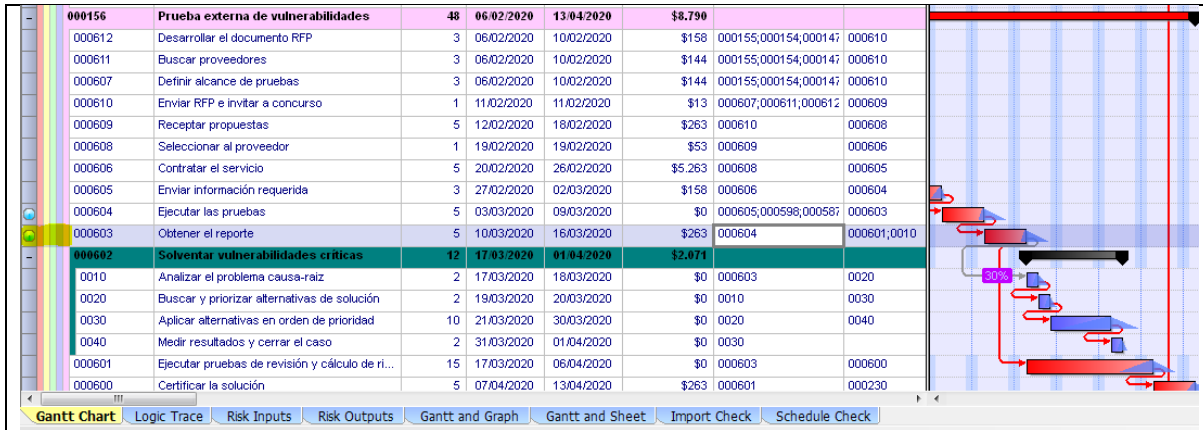 000156 Prueba externa de vulnerabilidades 48 06/02/2020 13/04/2020 $8.790
000612 Desarrollar el documento RFP 3 06/02/2020 10/02/2020 $158 000155;000154;000147 000610
000611 Buscar proveedores 3 06/02/2020 10/02/2020 $144 000155;000154;000147 000610
000607 Definir alcance de pruebas 3 06/02/2020 10/02/2020 $144 000155;000154;000147 000610
000610 Enviar RFP e invitar a concurso 1 11/02/2020 11/02/2020 $13 000607;000611;000612 000609
000609 Receptar propuestas 5 12/02/2020 18/02/2020 $263 000610 000608
000608 Seleccionar al proveedor 1 19/02/2020 19/02/2020 $53 000609 000606
000606 Contratar el servicio 5 20/02/2020 26/02/2020 $5.263 000608 000605
000605 Enviar información requerida 3 27/02/2020 02/03/2020 $158 000606 000604
000604 Ejecutar las pruebas 5 03/03/2020 09/03/2020 $0 000605;000598;000587 000603
000603 Obtener el reporte 5 10/03/2020 16/03/2020 $263 000604 000601;0010
000602 Solventar vulnerabilidades críticas 12 17/03/2020 01/04/2020 $2.071
0010 Analizar el problema causa-raiz 2 17/03/2020 18/03/2020 $0 000603 0020 30%
0020 Buscar y priorizar alternativas de solución 2 19/03/2020 20/03/2020 $0 0010 0030
0030 Aplicar alternativas en orden de prioridad 10 21/03/2020 30/03/2020 $0 0020 0040
0040 Medir resultados y cerrar el caso 2 31/03/2020 01/04/2020 $0 0030
000601 Ejecutar pruebas de revisión y cálculo de ri... 15 17/03/2020 06/04/2020 $0 000603 000600
000600 Certificar la solución 5 07/04/2020 13/04/2020 $263 000601 000230
Gantt Chart Logic Trace Risk Inputs Risk Outputs Gantt and Graph Gantt and Sheet Import Check Schedule Check